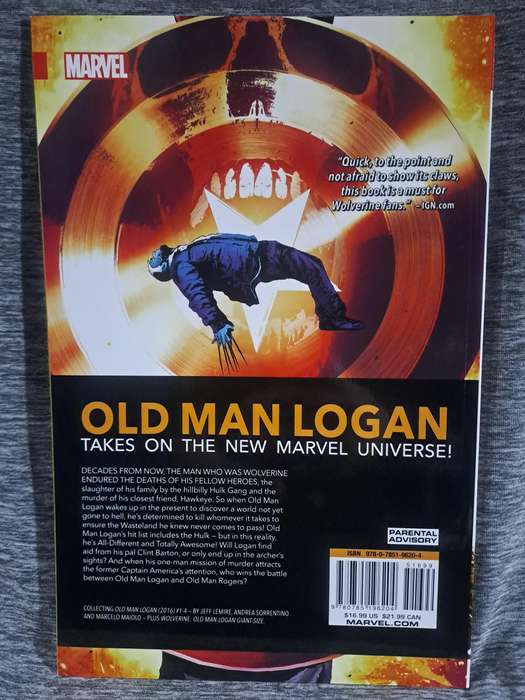 MARVEL
"Quick, to the point and
not afraid to show its claws,
this book is a must for
Wolverine fans." – IGN.com
OLD MAN LOGAN
TAKES ON THE NEW MARVEL UNIVERSE!
DECADES FROM NOW, THE MAN WHO WAS WOLVERINE
ENDURED THE DEATHS OF HIS FELLOW HEROES, the
slaughter of his family by the hillbilly Hulk Gang and the
murder of his closest friend, Hawkeye. So when Old Man
Logan wakes up in the present to discover a world not yet
gone to hell, he's determined to kill whomever it takes to
ensure the Wasteland he knew never comes to pass! Old
Man Logan's hit list includes the Hulk – but in this reality,
he's All-Different and Totally Awesome! Will Logan find
aid from his pal Clint Barton, or only end up in the archer's
sights? And when his one-man mission of murder attracts
the former Captain America's attention, who wins the battle
between Old Man Logan and Old Man Rogers?
COLLECTING OLD MAN LOGAN (2016) #1-4 – BY JEFF LEMIRE, ANDREA SORRENTINO
AND MARCELO MAIOLO – PLUS WOLVERINE: OLD MAN LOGAN GIANT-SIZE.
PARENTAL
ADVISORY
ISBN 978-0-7851-9620-4
51699
9 780785 196204
$16.99 US $21.99 CAN
MARVEL.COM